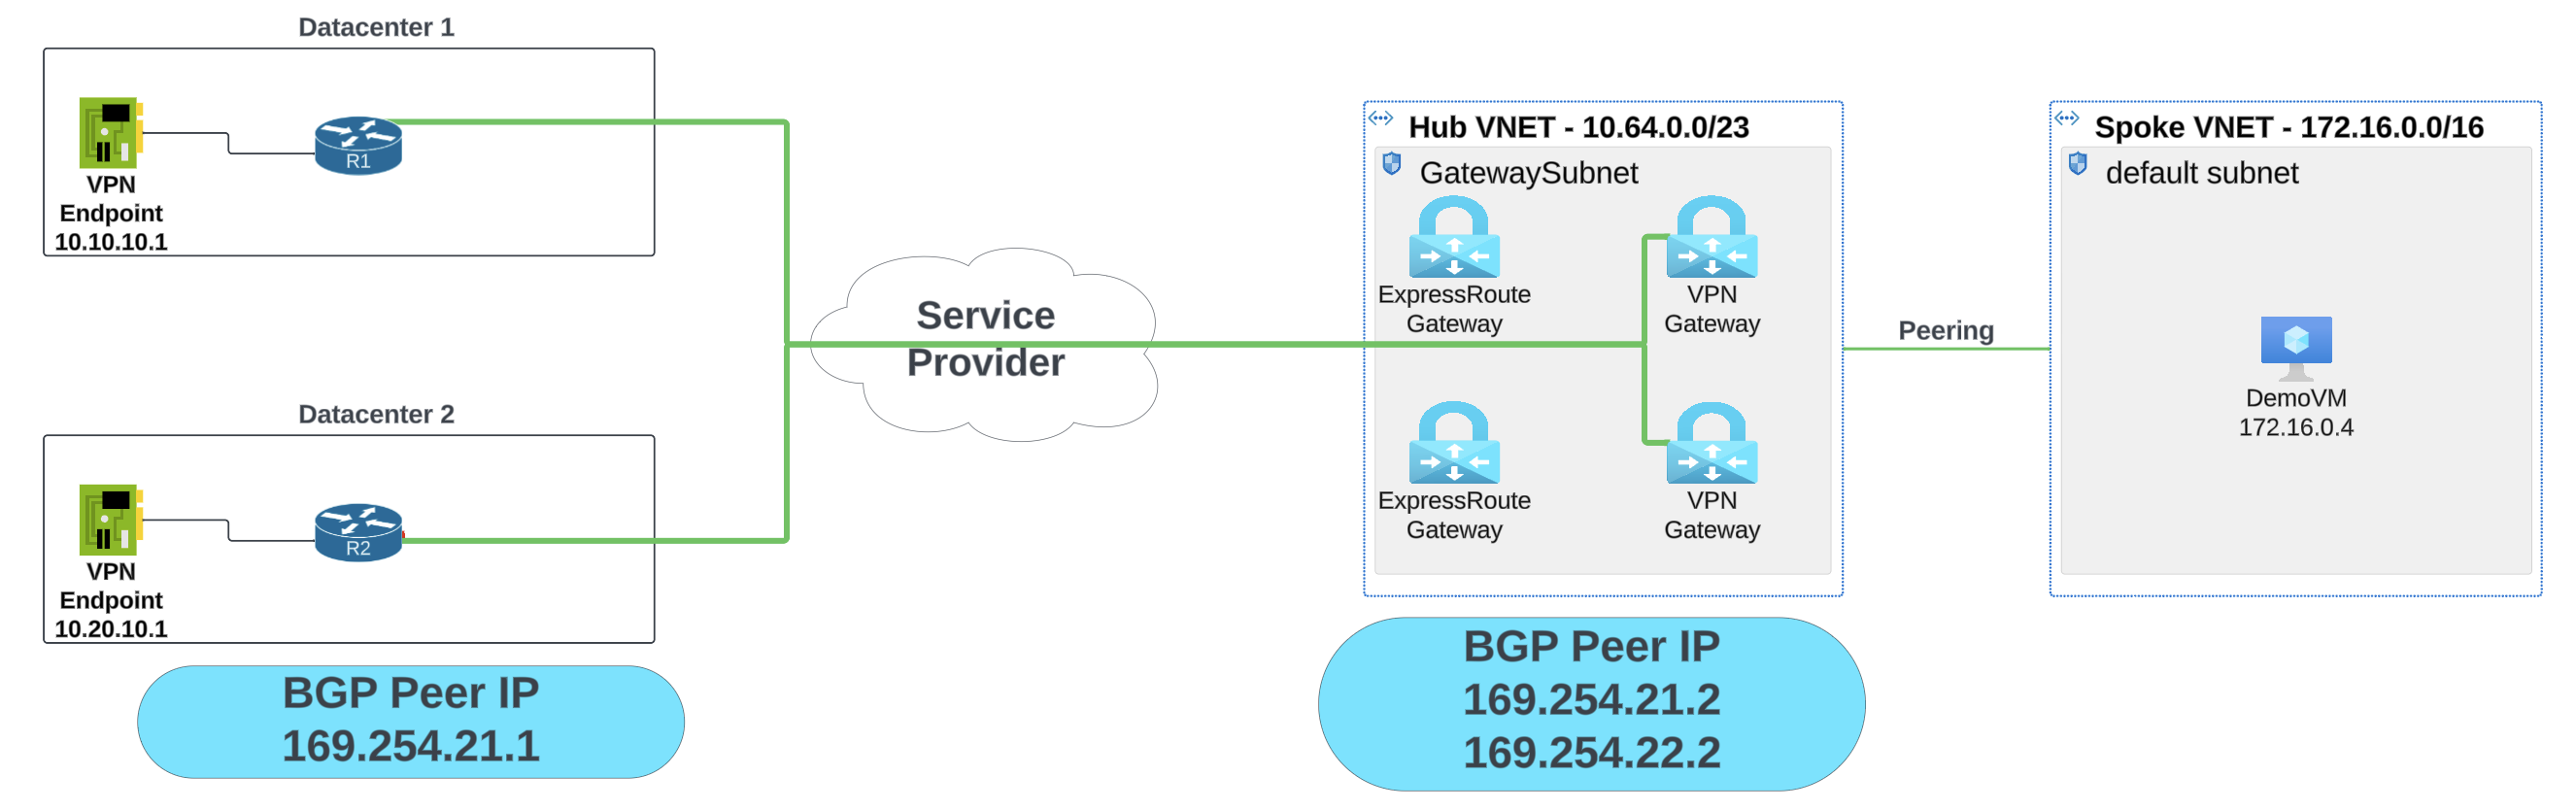 Datacenter 1
R1
VPN
Endpoint
10.10.10.1
Datacenter 2
R2
VPN
Endpoint
10.20.10.1
BGP Peer IP
169.254.21.1
Service
Provider
Hub VNET - 10.64.0.0/23
GatewaySubnet
ExpressRoute
Gateway
VPN
Gateway
ExpressRoute
Gateway
VPN
Gateway
BGP Peer IP
169.254.21.2
169.254.22.2
Peering
Spoke VNET - 172.16.0.0/16
default subnet
DemoVM
172.16.0.4